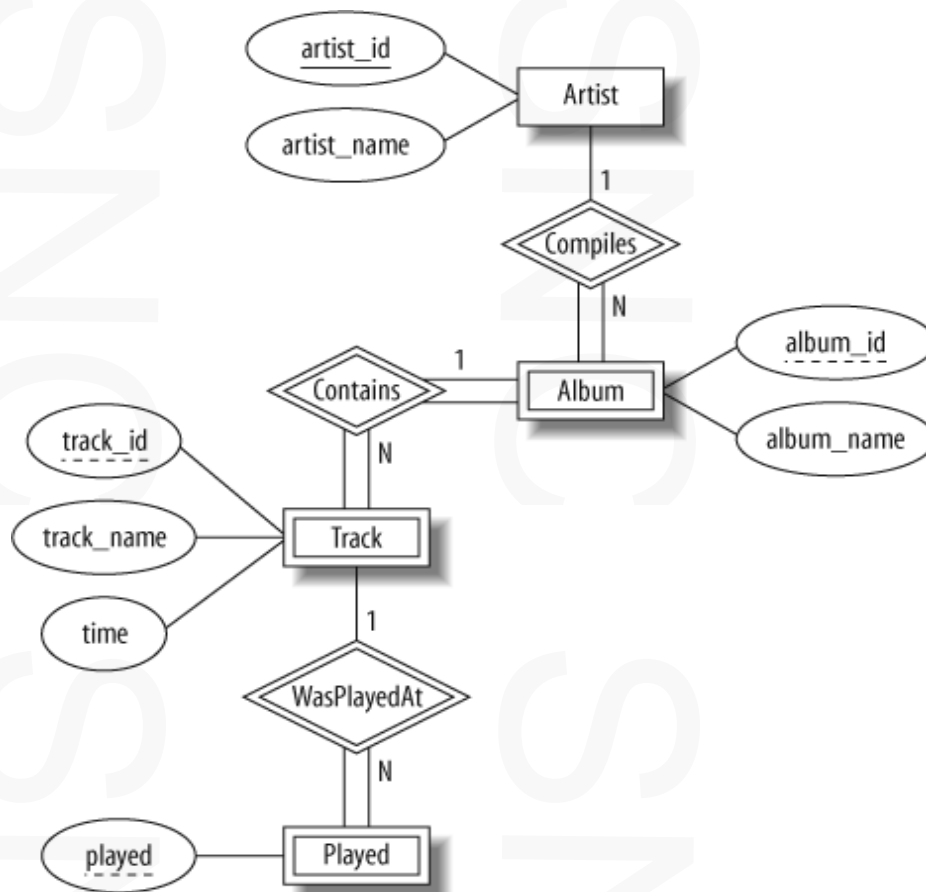 artist_id
Artist
artist_name
1
Compiles
N
album_id
1
Contains
Album
album_name
track_id
N
track_name
Track
time
1
WasPlayedAt
N
played
Played